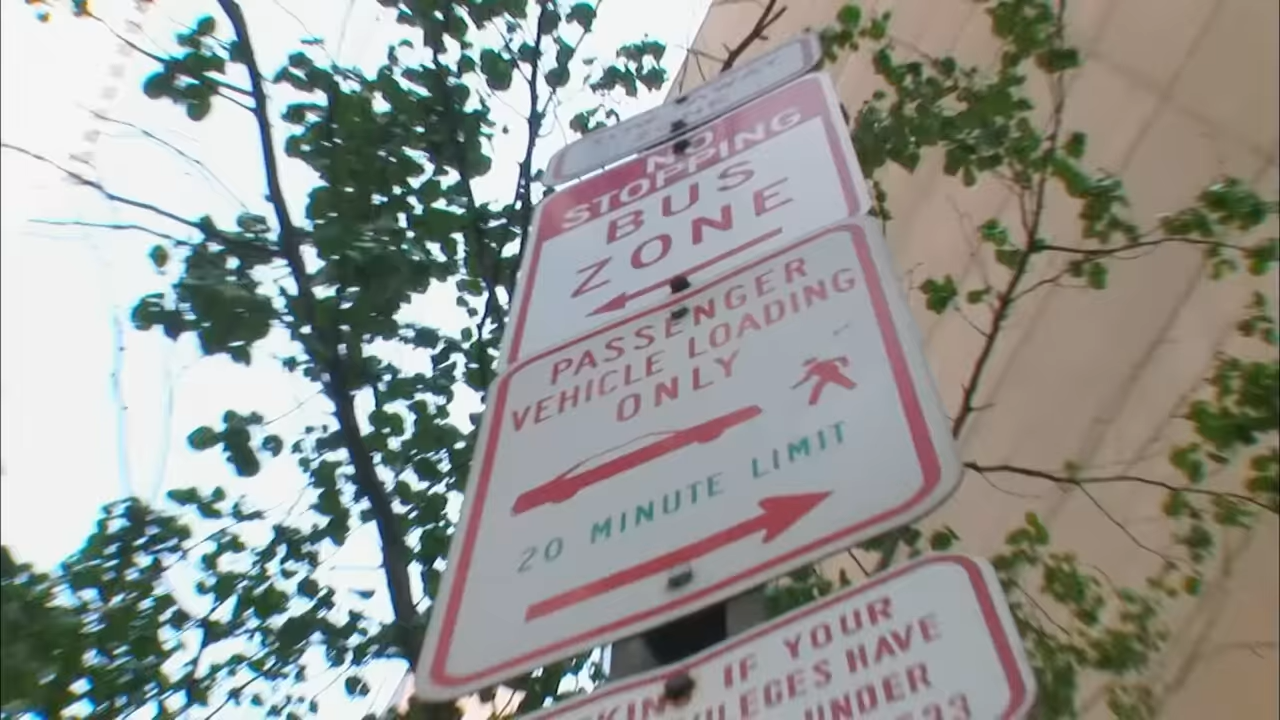 NO
STOPPING
BUS
ZONE
PASSENGER
VEHICLE LOADING
ONLY
20 MINUTE LIMIT
IF YOUR
HAVE
UNDER